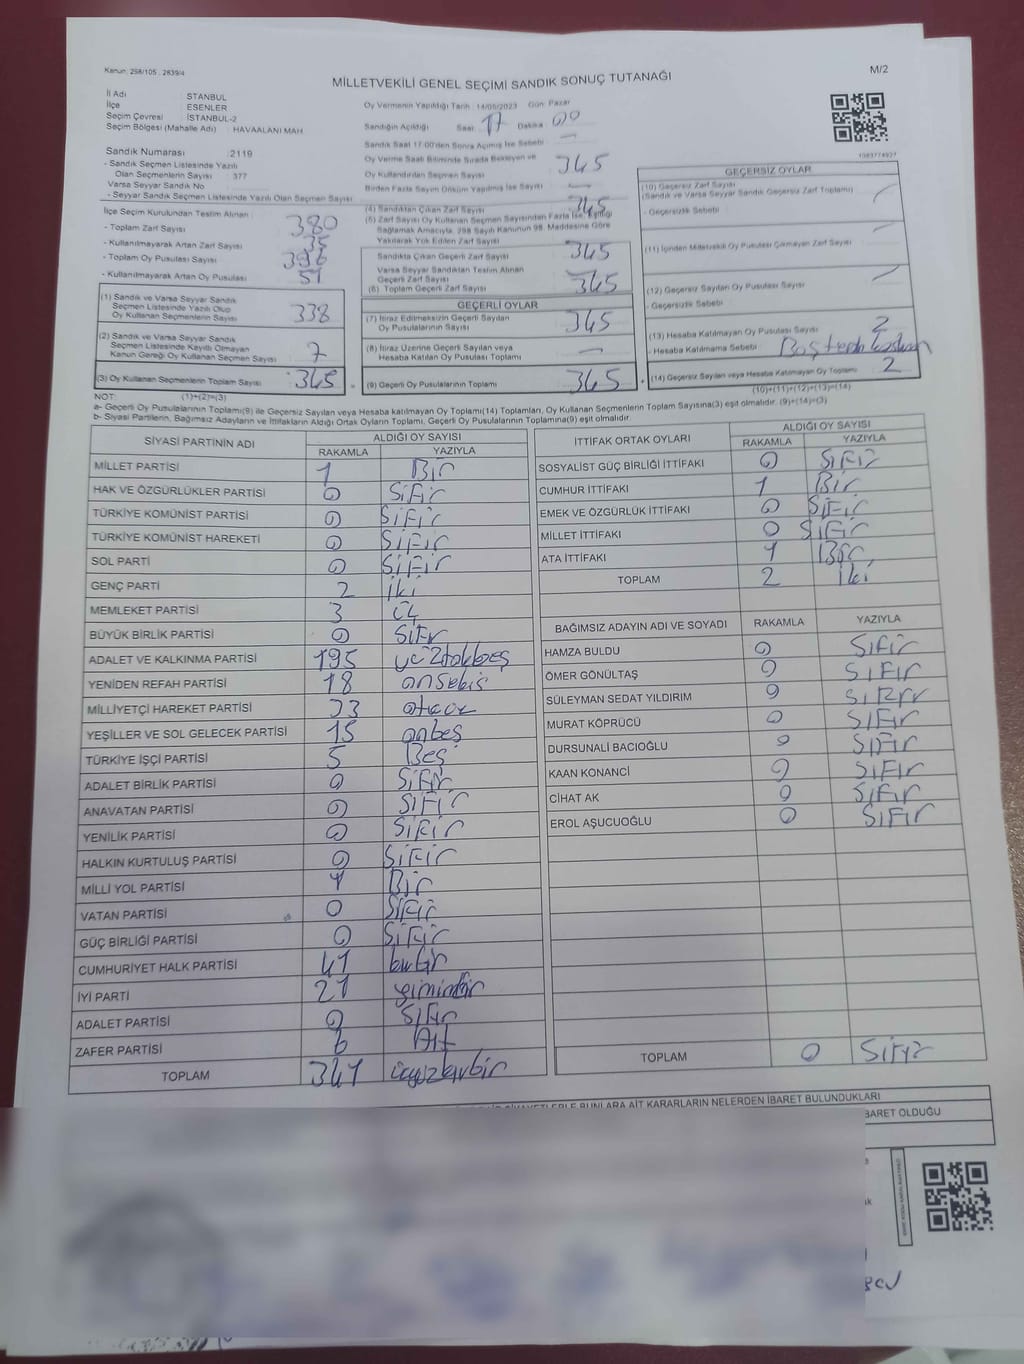 Kanun: 298/105 , 2839/4
MİLLETVEKİLİ GENEL SEÇİMİ SANDIK SONUÇ TUTANAĞI
M/2
İl Adı STANBUL
İlçe ESENLER
Seçim Çevresi İSTANBUL-2
Seçim Bölgesi (Mahalle Adı) HAVAALANI MAH.
Sandık Numarası : 2119
- Sandık Seçmen Listesinde Yazılı
Olan Seçmenlerin Sayısı : 377
Varsa Seyyar Sandık No
- Seyyar Sandık Seçmen Listesinde Yazılı Olan Seçmen Sayısı
İlçe Seçim Kurulundan Teslim Alınan
- Toplam Zarf Sayısı 380
- Kullanılmayarak Artan Zarf Sayısı 35
- Toplam Oy Pusulası Sayısı 396
- Kullanılmayarak Artan Oy Pusulası 51
(1) Sandık ve Varsa Seyyar Sandık
Seçmen Listesinde Yazılı Olup
Oy Kullanan Seçmenlerin Sayısı 338
(2) Sandık ve Varsa Seyyar Sandık
Seçmen Listesinde Kayıtlı Olmayan
Kanun Gereği Oy Kullanan Seçmen Sayısı 7
(3) Oy Kullanan Seçmenlerin Toplam Sayısı 345
Oy Vermenin Yapıldığı Tarih : 14/05/2023 Gün: Pazar
Sandığın Açıldığı Saat 17 Dakika 00
Sandık Saat 17:00'den Sonra Açılmış İse Sebebi : —
Oy Verme Saati Bitiminde Sırada Bekleyen ve
Oy Kullandırılan Seçmen Sayısı 345
Birden Fazla Sayım Döküm Yapılmış İse Sayısı —
(4) Sandıktan Çıkan Zarf Sayısı 345
(5) Zarf Sayısı Oy Kullanan Seçmen Sayısından Fazla İse, Eşitliği
Sağlamak Amacıyla, 298 Sayılı Kanunun 98. Maddesine Göre
Yakılarak Yok Edilen Zarf Sayısı
Sandıkta Çıkan Geçerli Zarf Sayısı 345
Varsa Seyyar Sandıktan Teslim Alınan
Geçerli Zarf Sayısı
(6) Toplam Geçerli Zarf Sayısı 345
GEÇERLİ OYLAR
(7) İtiraz Edilmeksizin Geçerli Sayılan
Oy Pusulalarının Sayısı 345
(8) İtiraz Üzerine Geçerli Sayılan veya
Hesaba Katılan Oy Pusulası Toplamı —
(9) Geçerli Oy Pusulalarının Toplamı 345
1083774927
GEÇERSİZ OYLAR
(10) Geçersiz Zarf Sayısı
(Sandık ve Varsa Seyyar Sandık Geçersiz Zarf Toplamı)
- Geçersizlik Sebebi
(11) İçinden Milletvekili Oy Pusulası Çıkmayan Zarf Sayısı
(12) Geçersiz Sayılan Oy Pusulası Sayısı
- Geçersizlik Sebebi
(13) Hesaba Katılmayan Oy Pusulası Sayısı 2
- Hesaba Katılmama Sebebi
(14) Geçersiz Sayılan veya Hesaba Katılmayan Oy Toplamı 2
(10)+(11)+(12)+(13)=(14)
NOT: (1)+(2)=(3)
a- Geçerli Oy Pusulalarının Toplamı(9) ile Geçersiz Sayılan veya Hesaba katılmayan Oy Toplamı(14) Toplamları, Oy Kullanan Seçmenlerin Toplam Sayısına(3) eşit olmalıdır. (9)+(14)=(3)
b- Siyasi Partilerin, Bağımsız Adayların ve İttifakların Aldığı Ortak Oyların Toplamı, Geçerli Oy Pusulalarının Toplamına(9) eşit olmalıdır.
SİYASİ PARTİNİN ADI ALDIĞI OY SAYISI
RAKAMLA YAZIYLA
MİLLET PARTİSİ 1 Bir
HAK VE ÖZGÜRLÜKLER PARTİSİ 0 Sıfır
TÜRKİYE KOMÜNİST PARTİSİ 0 Sıfır
TÜRKİYE KOMÜNİST HAREKETİ 0 Sıfır
SOL PARTİ 0 Sıfır
GENÇ PARTİ 2 İki
MEMLEKET PARTİSİ 3 Üç
BÜYÜK BİRLİK PARTİSİ 0 Sıfır
ADALET VE KALKINMA PARTİSİ 195
YENİDEN REFAH PARTİSİ 18 onsekiz
MİLLİYETÇİ HAREKET PARTİSİ 33 otuzüç
YEŞİLLER VE SOL GELECEK PARTİSİ 15 onbeş
TÜRKİYE İŞÇİ PARTİSİ 5 Beş
ADALET BİRLİK PARTİSİ 0 Sıfır
ANAVATAN PARTİSİ 0 Sıfır
YENİLİK PARTİSİ 0 Sıfır
HALKIN KURTULUŞ PARTİSİ 0 Sıfır
MİLLİ YOL PARTİSİ 1 Bir
VATAN PARTİSİ 0 Sıfır
GÜÇ BİRLİĞİ PARTİSİ 0 Sıfır
CUMHURİYET HALK PARTİSİ 41 kırkbir
İYİ PARTİ 21 yirmibir
ADALET PARTİSİ 0 Sıfır
ZAFER PARTİSİ 6 Altı
TOPLAM 341
İTTİFAK ORTAK OYLARI ALDIĞI OY SAYISI
RAKAMLA YAZIYLA
SOSYALİST GÜÇ BİRLİĞİ İTTİFAKI 0 Sıfır
CUMHUR İTTİFAKI 1 Bir
EMEK VE ÖZGÜRLÜK İTTİFAKI 0 Sıfır
MİLLET İTTİFAKI 0 Sıfır
ATA İTTİFAKI 1 Bir
TOPLAM 2 İki
BAĞIMSIZ ADAYIN ADI VE SOYADI RAKAMLA YAZIYLA
HAMZA BULDU 0 Sıfır
ÖMER GÖNÜLTAŞ 0 Sıfır
SÜLEYMAN SEDAT YILDIRIM 0 Sıfır
MURAT KÖPRÜCÜ 0 Sıfır
DURSUNALİ BACIOĞLU 0 Sıfır
KAAN KONANCİ 0 Sıfır
CİHAT AK 0 Sıfır
EROL AŞUCUOĞLU 0 Sıfır
TOPLAM 0 Sıfır
BUNLARA AİT KARARLARIN NELERDEN İBARET BULUNDUKLARI
BARET OLDUĞU